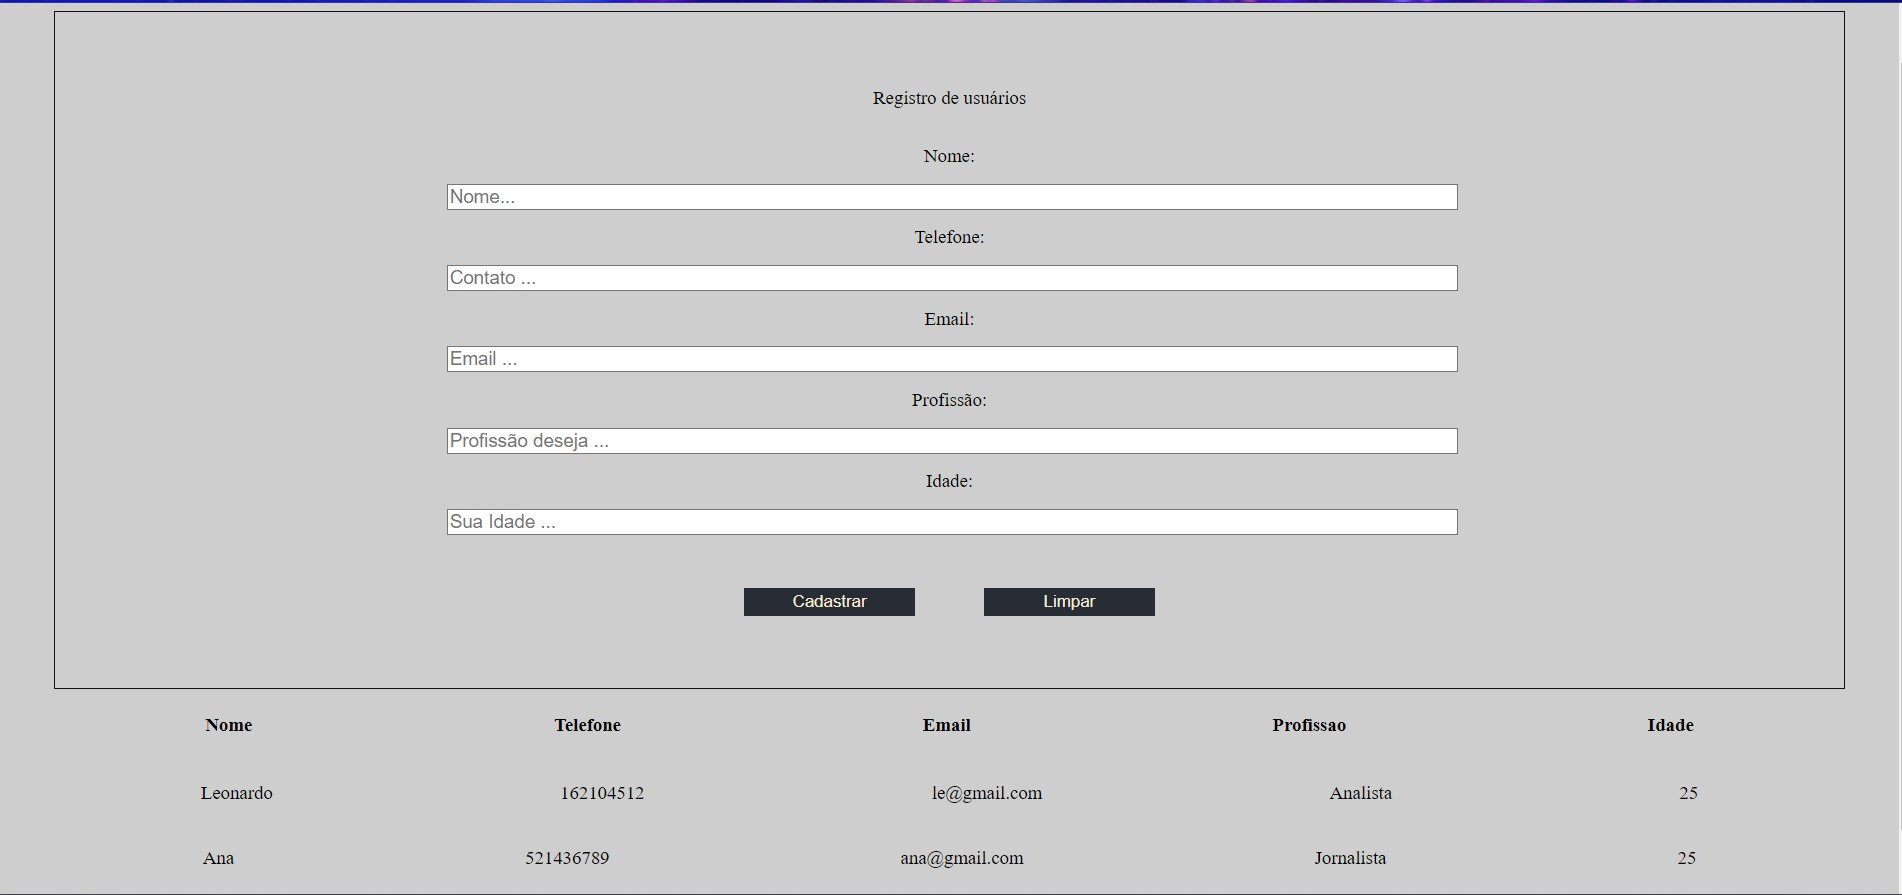 Registro de usuários
Nome:
Nome...
Telefone:
Contato ...
Email:
Email ...
Profissão:
Profissão deseja ...
Idade:
Sua Idade ...
Cadastrar Limpar
Nome Telefone Email Profissao Idade
Leonardo 162104512 le@gmail.com Analista 25
Ana 521436789 ana@gmail.com Jornalista 25